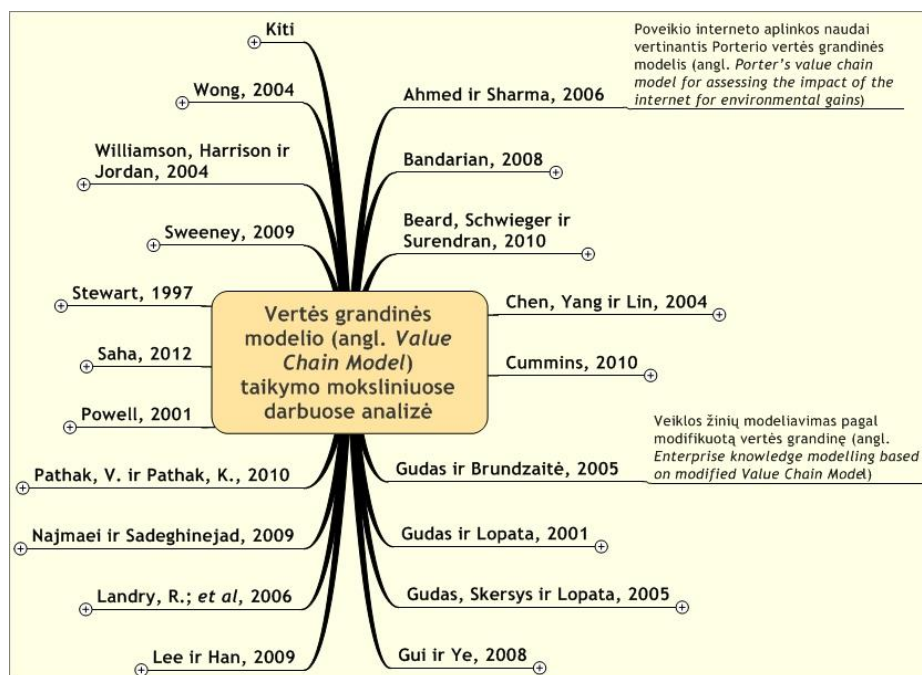 Kiti
Wong, 2004
Williamson, Harrison ir
Jordan, 2004
Sweeney, 2009
Stewart, 1997
Saha, 2012
Powell, 2001
Pathak, V. ir Pathak, K., 2010
Najmaei ir Sadeghinejad, 2009
Landry, R.; et al, 2006
Lee ir Han, 2009
Vertės grandinės
modelio (angl. Value
Chain Model)
taikymo moksliniuose
darbuose analizė
Ahmed ir Sharma, 2006
Poveikio interneto aplinkos naudai
vertinantis Porterio vertės grandinės
modelis (angl. Porter's value chain
model for assessing the impact of the
internet for environmental gains)
Bandarian, 2008
Beard, Schwieger ir
Surendran, 2010
Chen, Yang ir Lin, 2004
Cummins, 2010
Gudas ir Brundzaitė, 2005
Veiklos žinių modeliavimas pagal
modifikuotą vertės grandinę (angl.
Enterprise knowledge modelling based
on modified Value Chain Model)
Gudas ir Lopata, 2001
Gudas, Skersys ir Lopata, 2005
Gui ir Ye, 2008